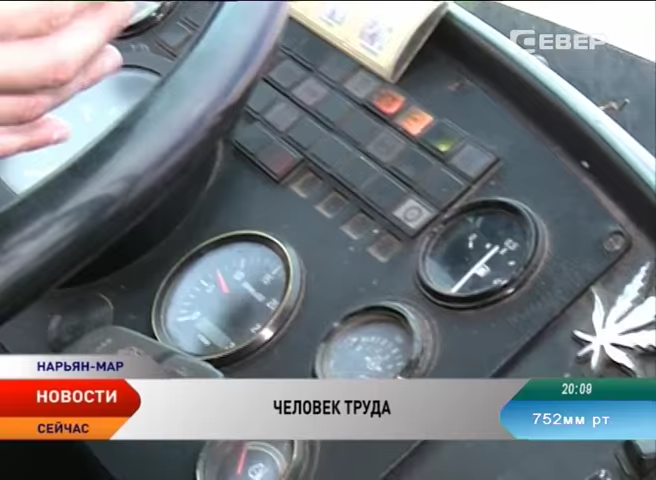 СЕВЕР
НАРЬЯН-МАР
НОВОСТИ
СЕЙЧАС
ЧЕЛОВЕК ТРУДА
20:09
752мм рт